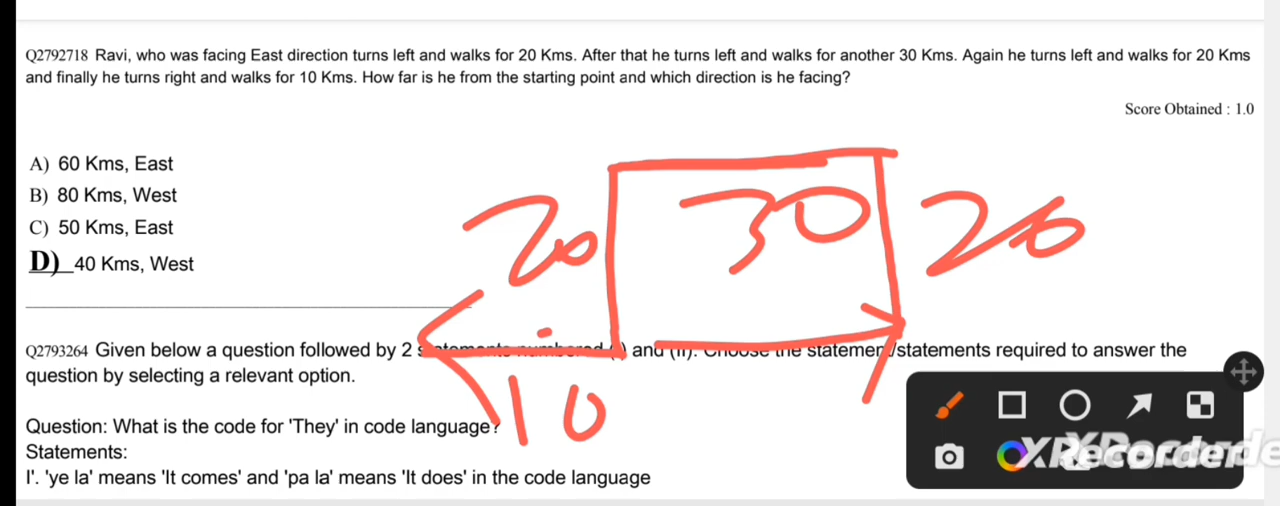 Q2792718 Ravi, who was facing East direction turns left and walks for 20 Kms. After that he turns left and walks for another 30 Kms. Again he turns left and walks for 20 Kms
and finally he turns right and walks for 10 Kms. How far is he from the starting point and which direction is he facing?
Score Obtained : 1.0
A) 60 Kms, East
B) 80 Kms, West
C) 50 Kms, East
D) 40 Kms, West
20 30 20
Q2793264 Given below a question followed by 2 statements numbered (I) and (II). Choose the statement/statements required to answer the
question by selecting a relevant option.
10
Question: What is the code for 'They' in code language?
Statements:
I'. 'ye la' means 'It comes' and 'pa la' means 'It does' in the code language
XRecorder